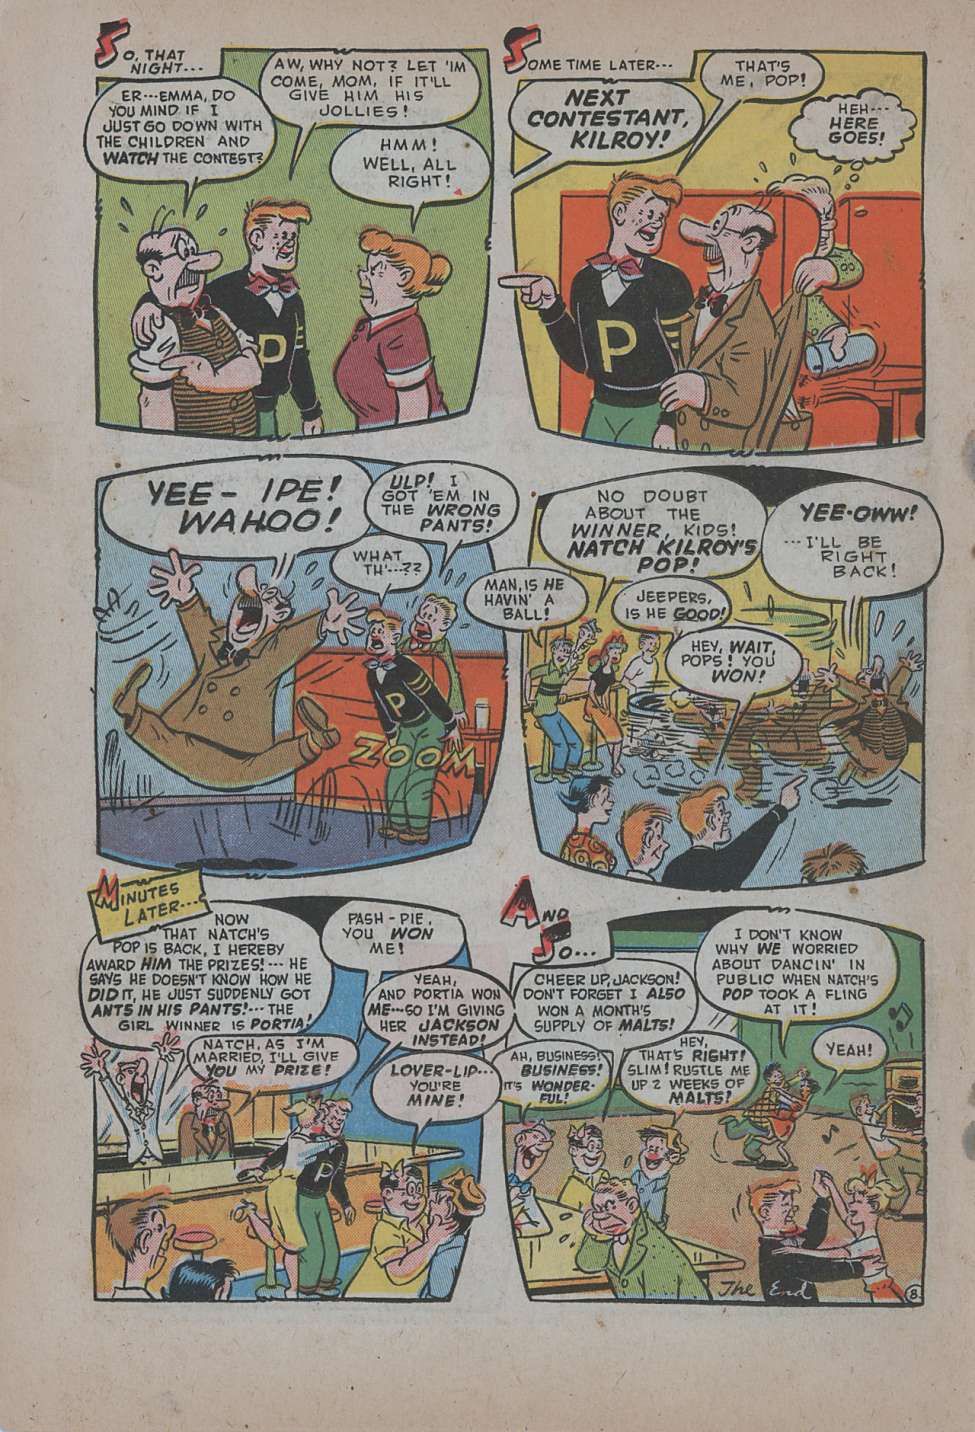 SO, THAT
NIGHT---
ER---EMMA, DO
YOU MIND IF I
JUST GO DOWN WITH
THE CHILDREN AND
WATCH THE CONTEST?
AW, WHY NOT? LET 'IM
COME, MOM, IF IT'LL
GIVE HIM HIS
JOLLIES!
HMM!
WELL, ALL
RIGHT!
P
SOME TIME LATER---
NEXT
CONTESTANT,
KILROY!
THAT'S
ME, POP!
HEH---
HERE
GOES!
P
YEE- IPE!
WAHOO!
ULP! I
GOT 'EM IN
THE WRONG
PANTS!
WHAT
TH'---??
P
ZOOM
NO DOUBT
ABOUT THE
WINNER, KIDS!
NATCH KILROY'S
POP!
YEE-OWW!
---I'LL BE
RIGHT
BACK!
MAN, IS HE
HAVIN' A
BALL!
JEEPERS,
IS HE GOOD!
HEY, WAIT,
POPS! YOU
WON!
MINUTES
LATER---
NOW
THAT NATCH'S
POP IS BACK, I HEREBY
AWARD HIM THE PRIZES!--- HE
SAYS HE DOESN'T KNOW HOW HE
DID IT, HE JUST SUDDENLY GOT
ANTS IN HIS PANTS!--- THE
GIRL WINNER IS PORTIA!
PASH-PIE,
YOU WON
ME!
YEAH,
AND PORTIA WON
ME---SO I'M GIVING
HER JACKSON
INSTEAD!
NATCH, AS I'M
MARRIED, I'LL GIVE
YOU MY PRIZE!
LOVER-LIP---
YOU'RE
MINE!
P
AND
SO---
CHEER UP, JACKSON!
DON'T FORGET I ALSO
WON A MONTH'S
SUPPLY OF MALTS!
I DON'T KNOW
WHY WE WORRIED
ABOUT DANCIN' IN
PUBLIC WHEN NATCH'S
POP TOOK A FLING
AT IT!
AH, BUSINESS!
BUSINESS!
IT'S WONDER-
FUL!
HEY,
THAT'S RIGHT!
SLIM! RUSTLE ME
UP 2 WEEKS OF
MALTS!
YEAH!
The End
8